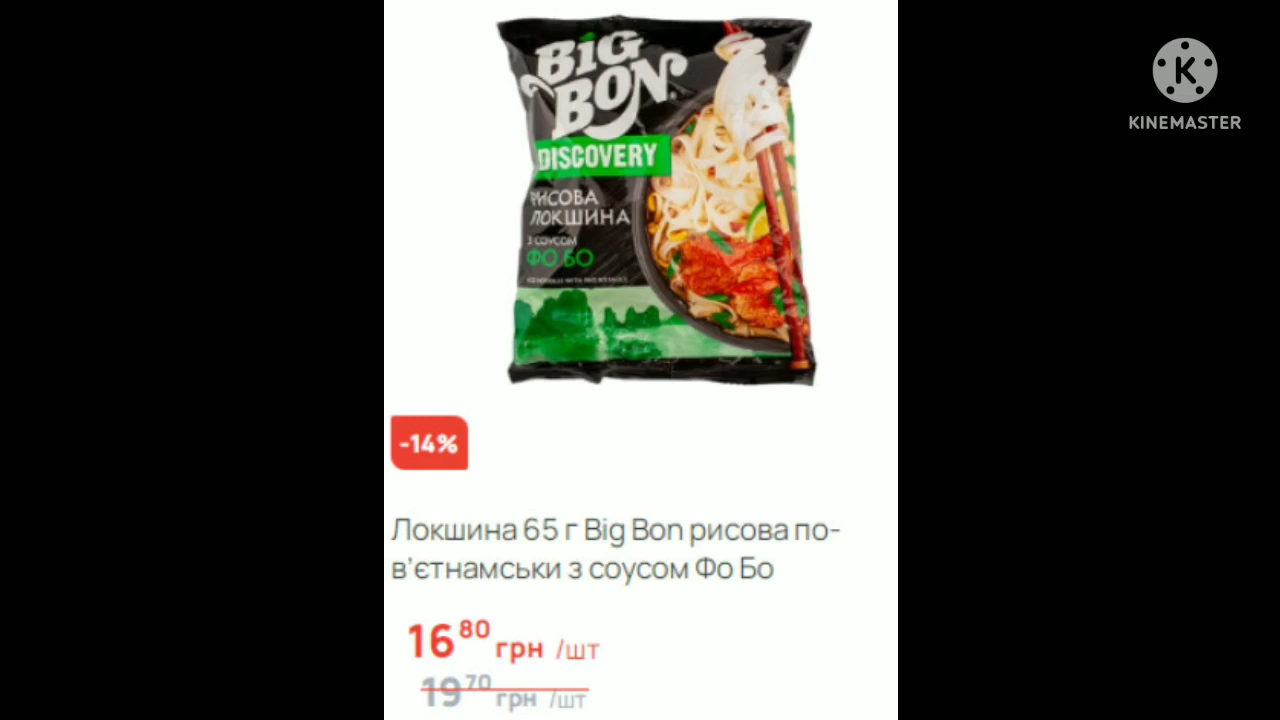 BiG
BON
DISCOVERY
РИСОВА
ЛОКШИНА
З СОУСОМ
ФО БО
K
KINEMASTER
-14%
Локшина 65 г Big Bon рисова по-
в'єтнамськи з соусом Фо Бо
16 80 грн /шт
19 70 грн /шт